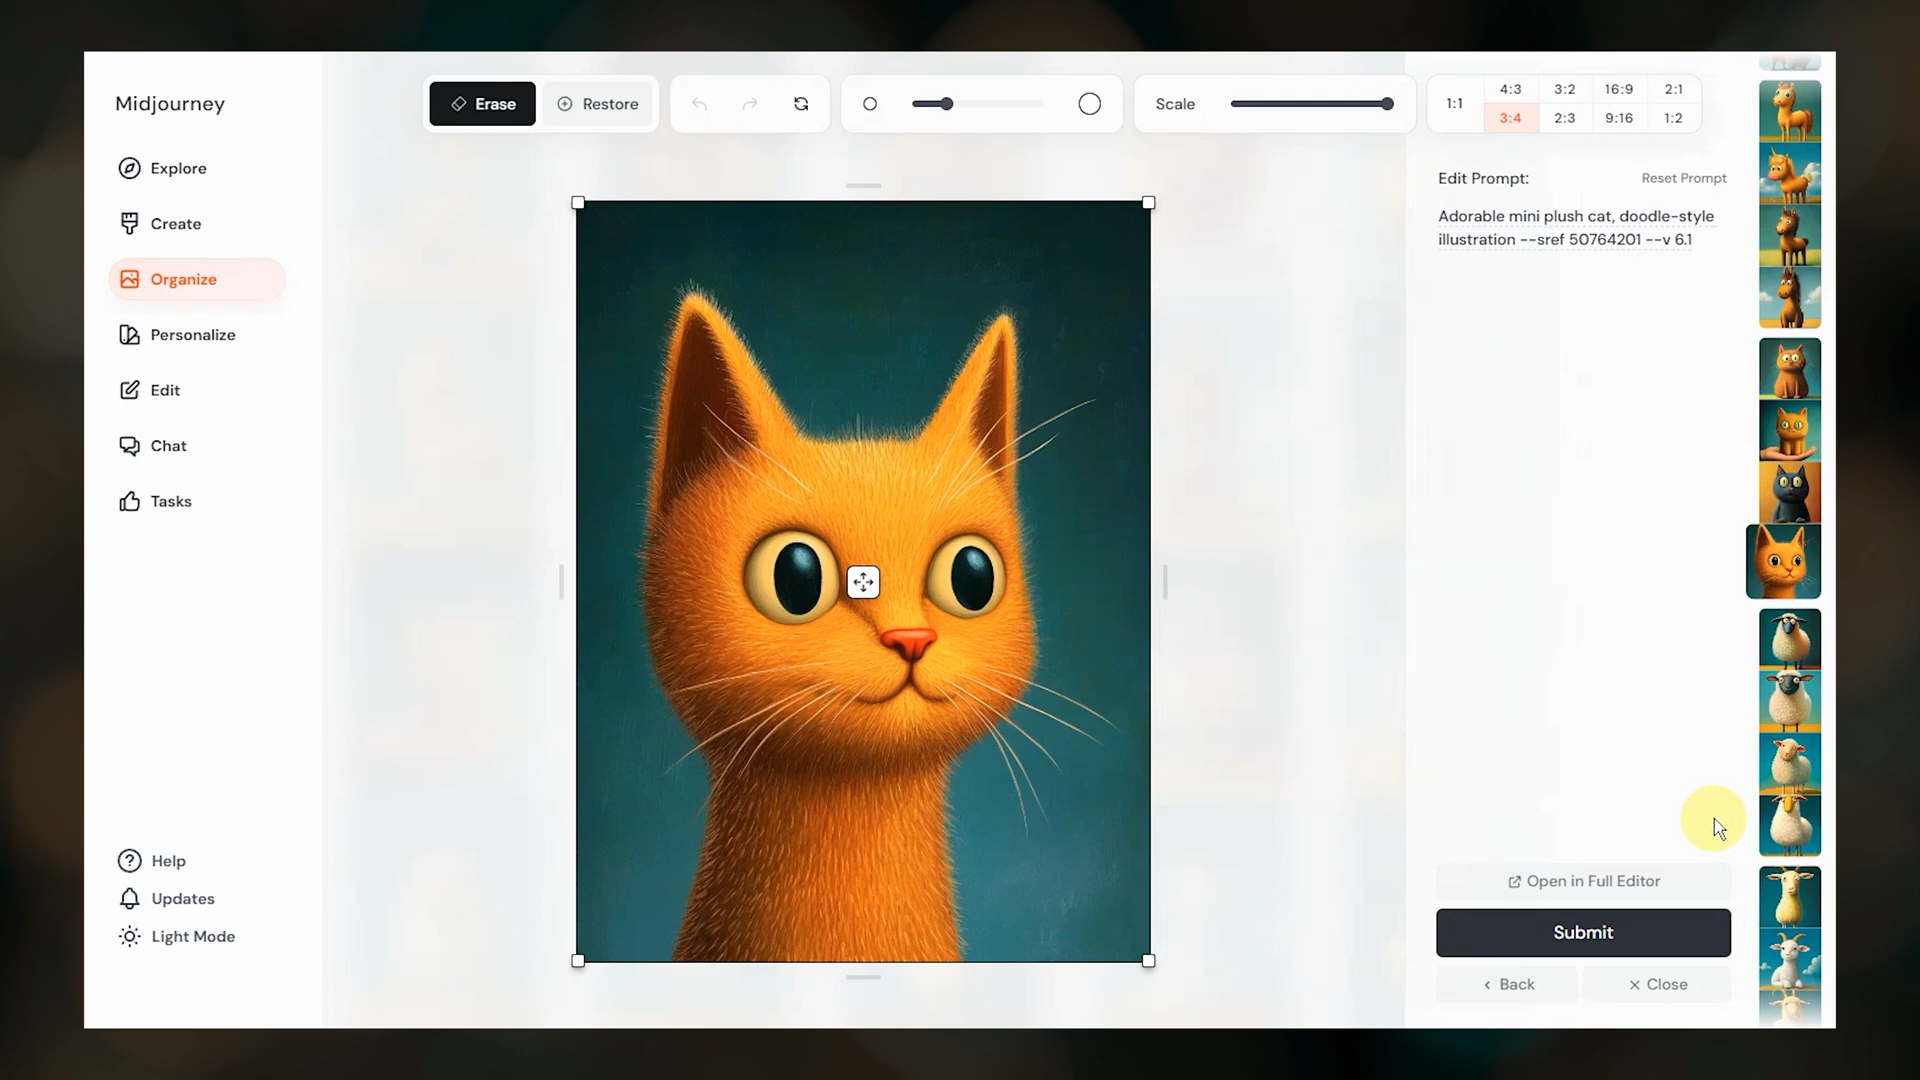 Midjourney
Explore
Create
Organize
Personalize
Edit
Chat
Tasks
Help
Updates
Light Mode
Erase
Restore
Scale
1:1
4:3 3:2 16:9 2:1
3:4 2:3 9:16 1:2
Edit Prompt:
Reset Prompt
Adorable mini plush cat, doodle-style
illustration --sref 50764201 --v 6.1
Open in Full Editor
Submit
Back
Close